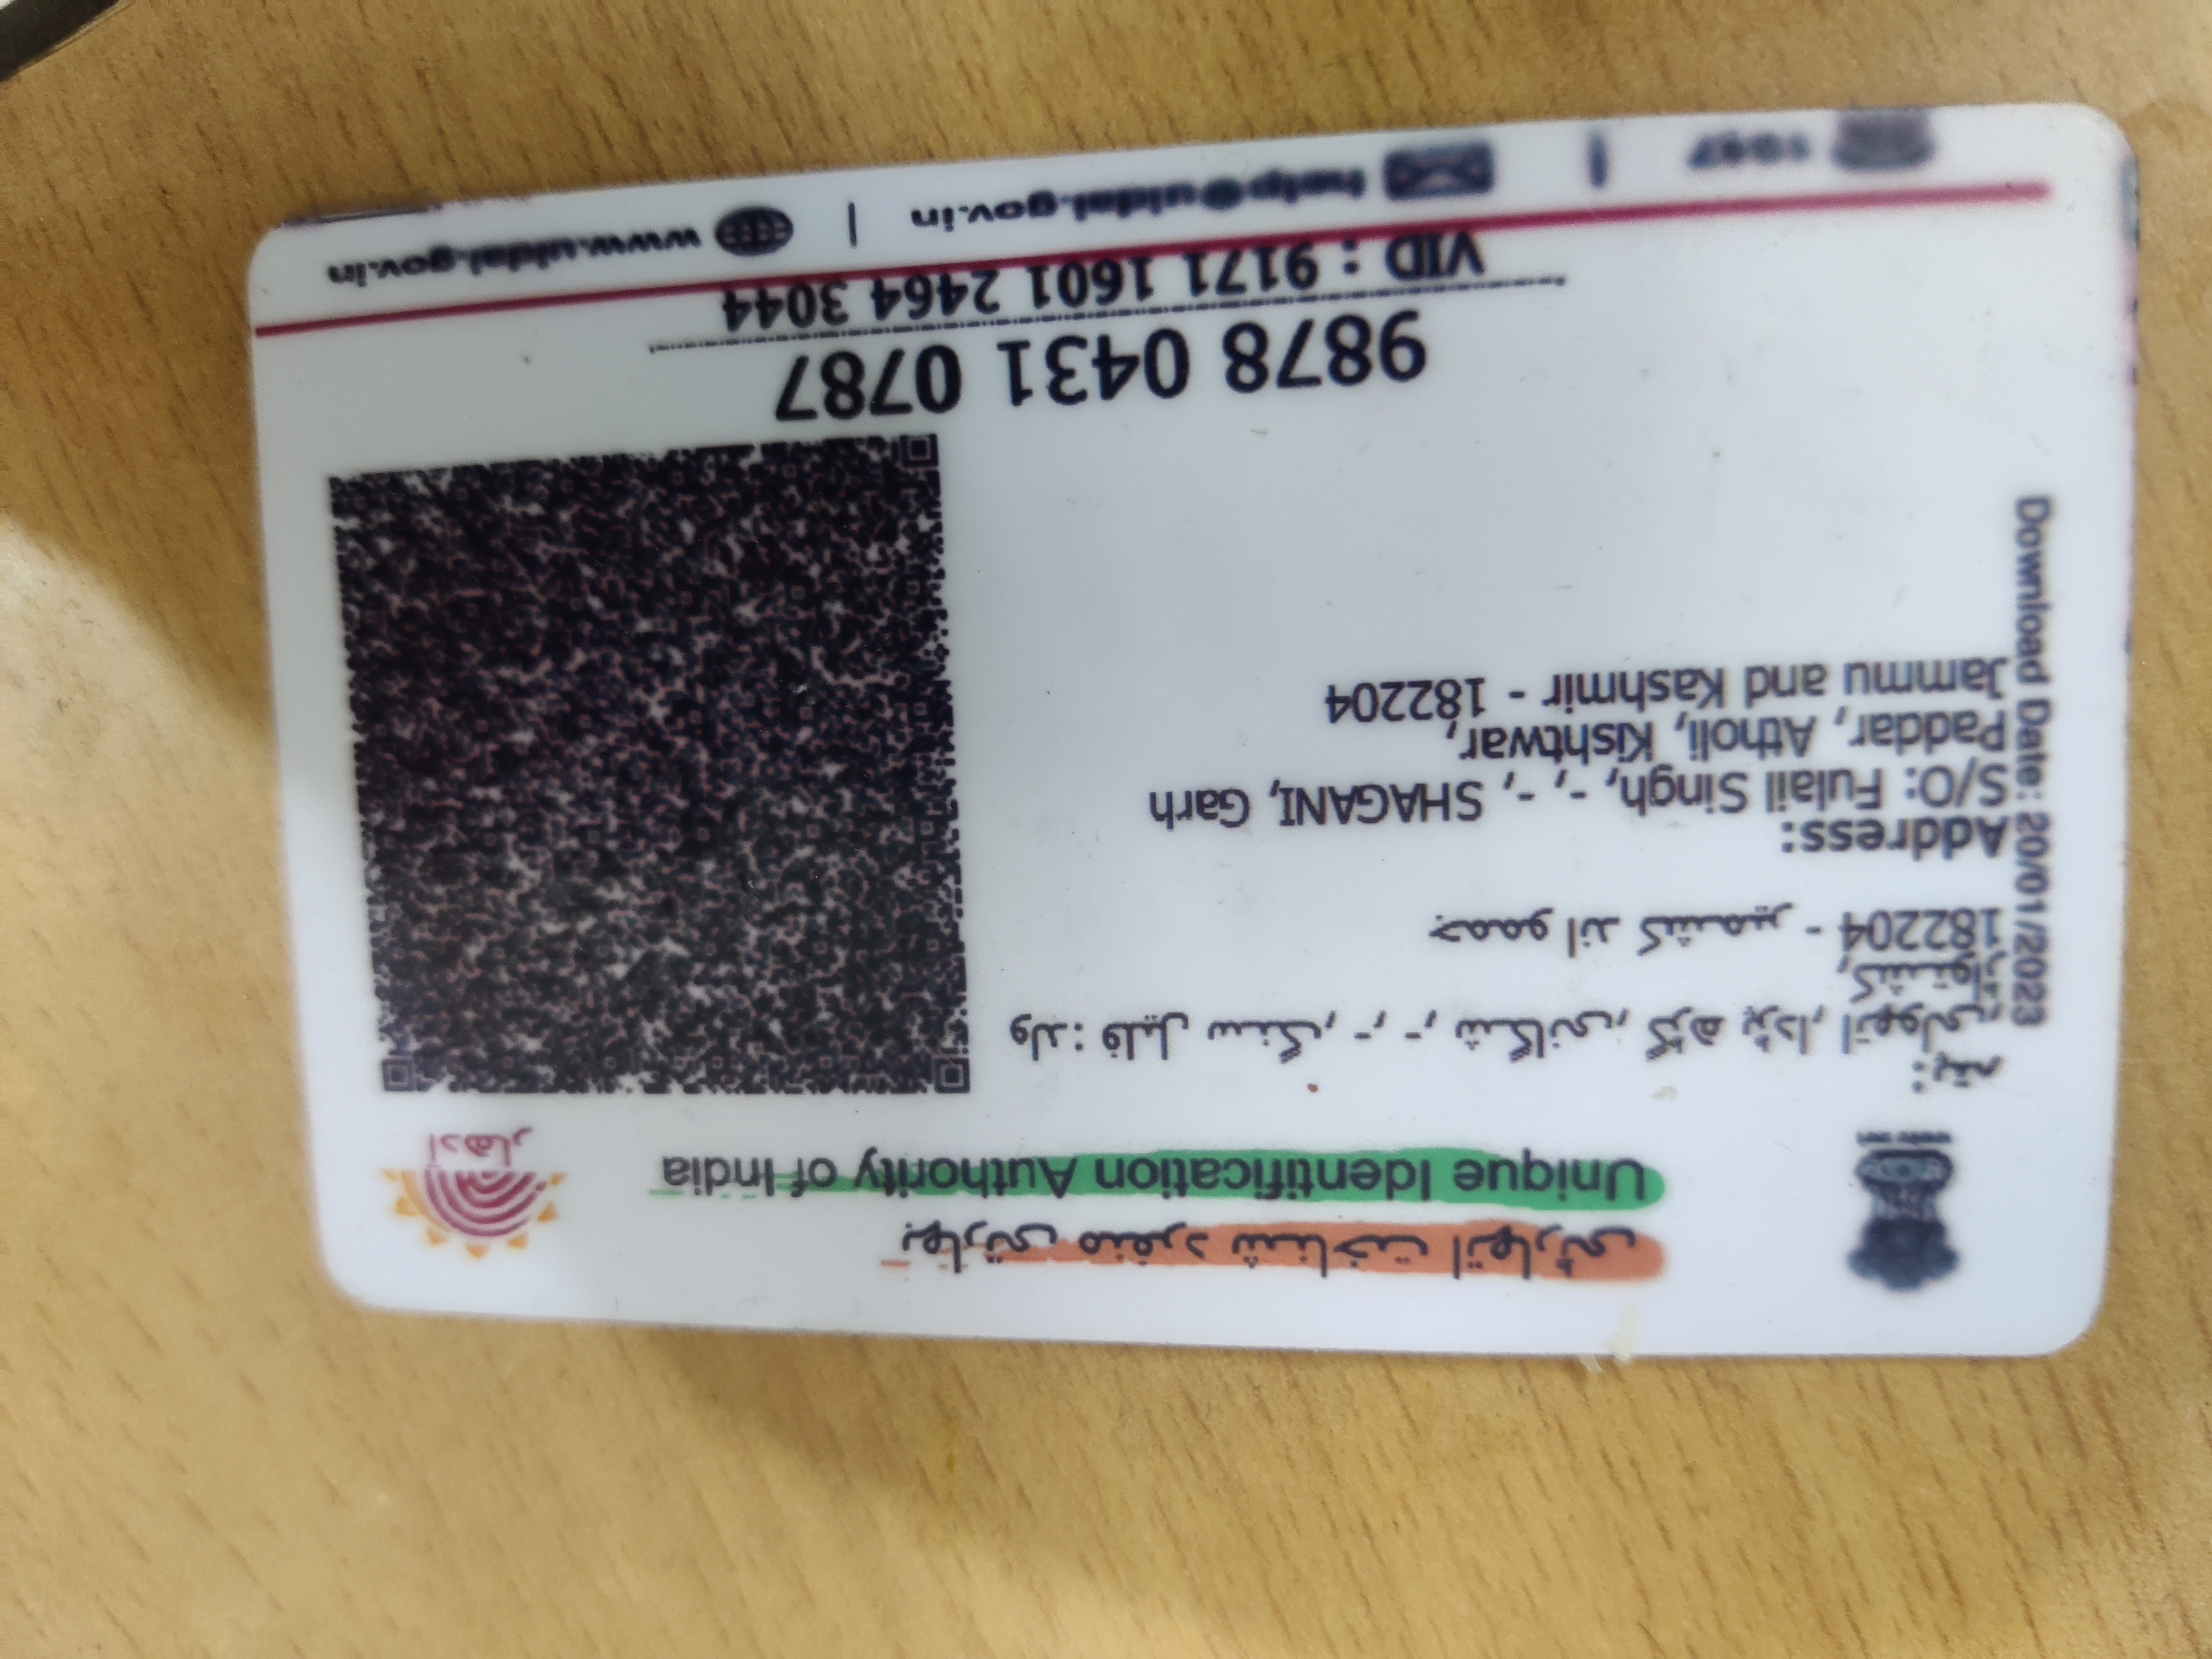 بھارتی منفرد شناخت اتھارٹی
Unique Identification Authority of India
آدھار
پتہ:
ولد: فلیل سنگ, -, -, شگانی, گڑھ پڑدا, اتھولی,
کشتواڑ,
جممو اند کشمیر - 182204
Address:
S/O: Fulail Singh, -, -, SHAGANI, Garh
Paddar, Atholi, Kishtwar,
Jammu and Kashmir - 182204
Download Date: 20/01/2023
9878 0431 0787
VID : 9171 1601 2464 3044
1947 | help@uidai.gov.in | www.uidai.gov.in